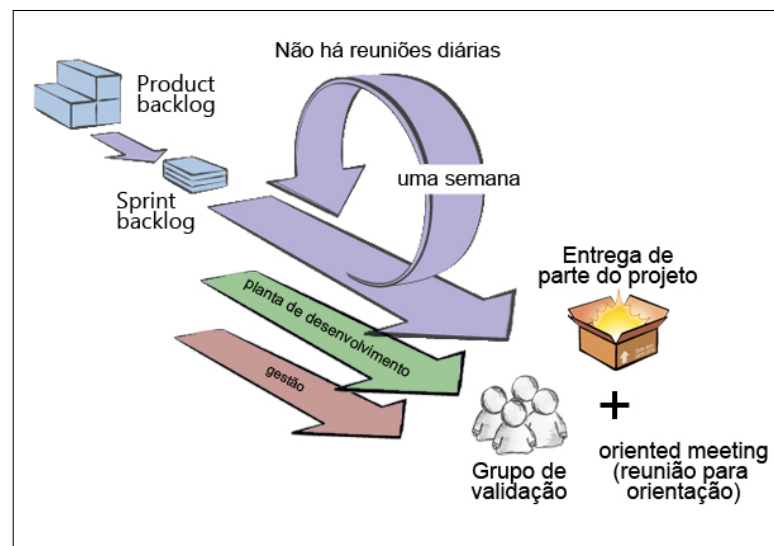 Não há reuniões diárias
Product
backlog
uma semana
Sprint
backlog
Entrega de
parte do projeto
planta de desenvolvimento
gestão
+
Grupo de
validação
oriented meeting
(reunião para
orientação)